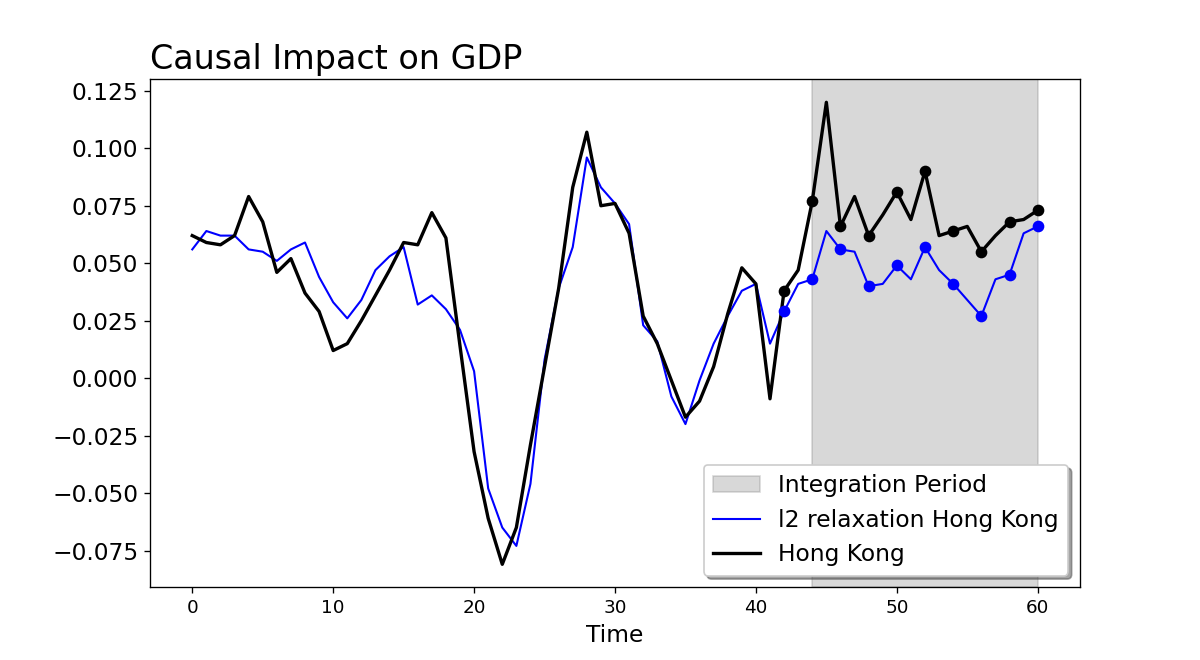 Causal Impact on GDP
0.125
0.100
0.075
0.050
0.025
0.000
−0.025
−0.050
−0.075
Integration Period
l2 relaxation Hong Kong
Hong Kong
0 10 20 30 40 50 60
Time